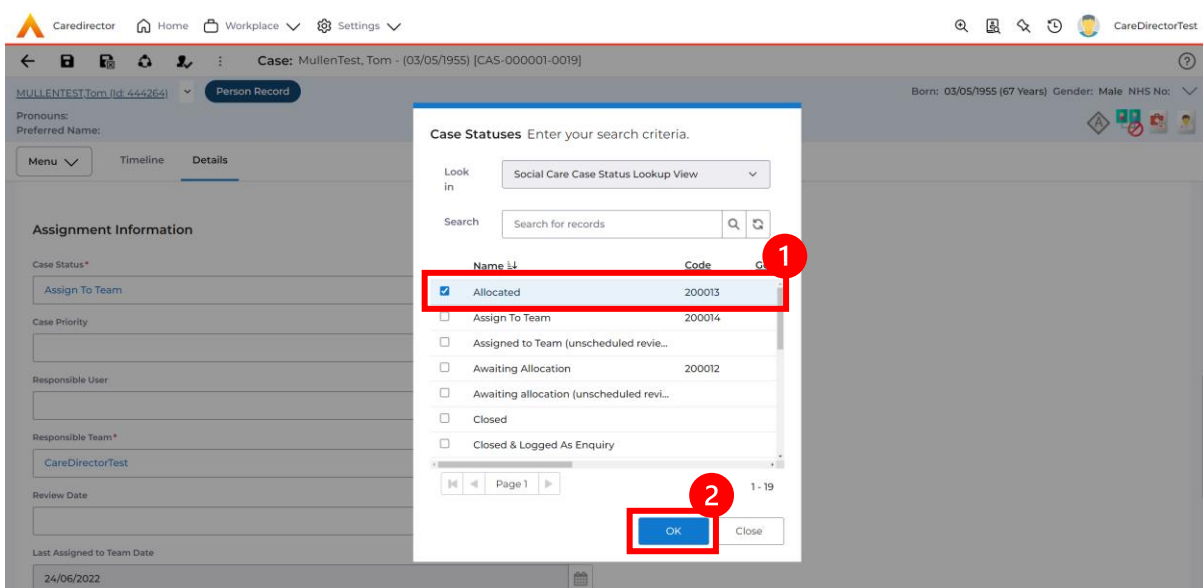 Caredirector Home Workplace Settings CareDirectorTest
Case: MullenTest, Tom - (03/05/1955) [CAS-000001-0019]
MULLENTEST,Tom (Id: 444264) Person Record Born: 03/05/1955 (67 Years) Gender: Male NHS No:
Pronouns:
Preferred Name:
Menu Timeline Details
Case Statuses Enter your search criteria.
Look in Social Care Case Status Lookup View
Search Search for records
1
Name Code
Allocated 200013
Assign To Team 200014
Assigned to Team (unscheduled revie...
Awaiting Allocation 200012
Awaiting allocation (unscheduled revi...
Closed
Closed & Logged As Enquiry
Page 1 1 - 19
2
OK Close
Assignment Information
Case Status*
Assign To Team
Case Priority
Responsible User
Responsible Team*
CareDirectorTest
Review Date
Last Assigned to Team Date
24/06/2022